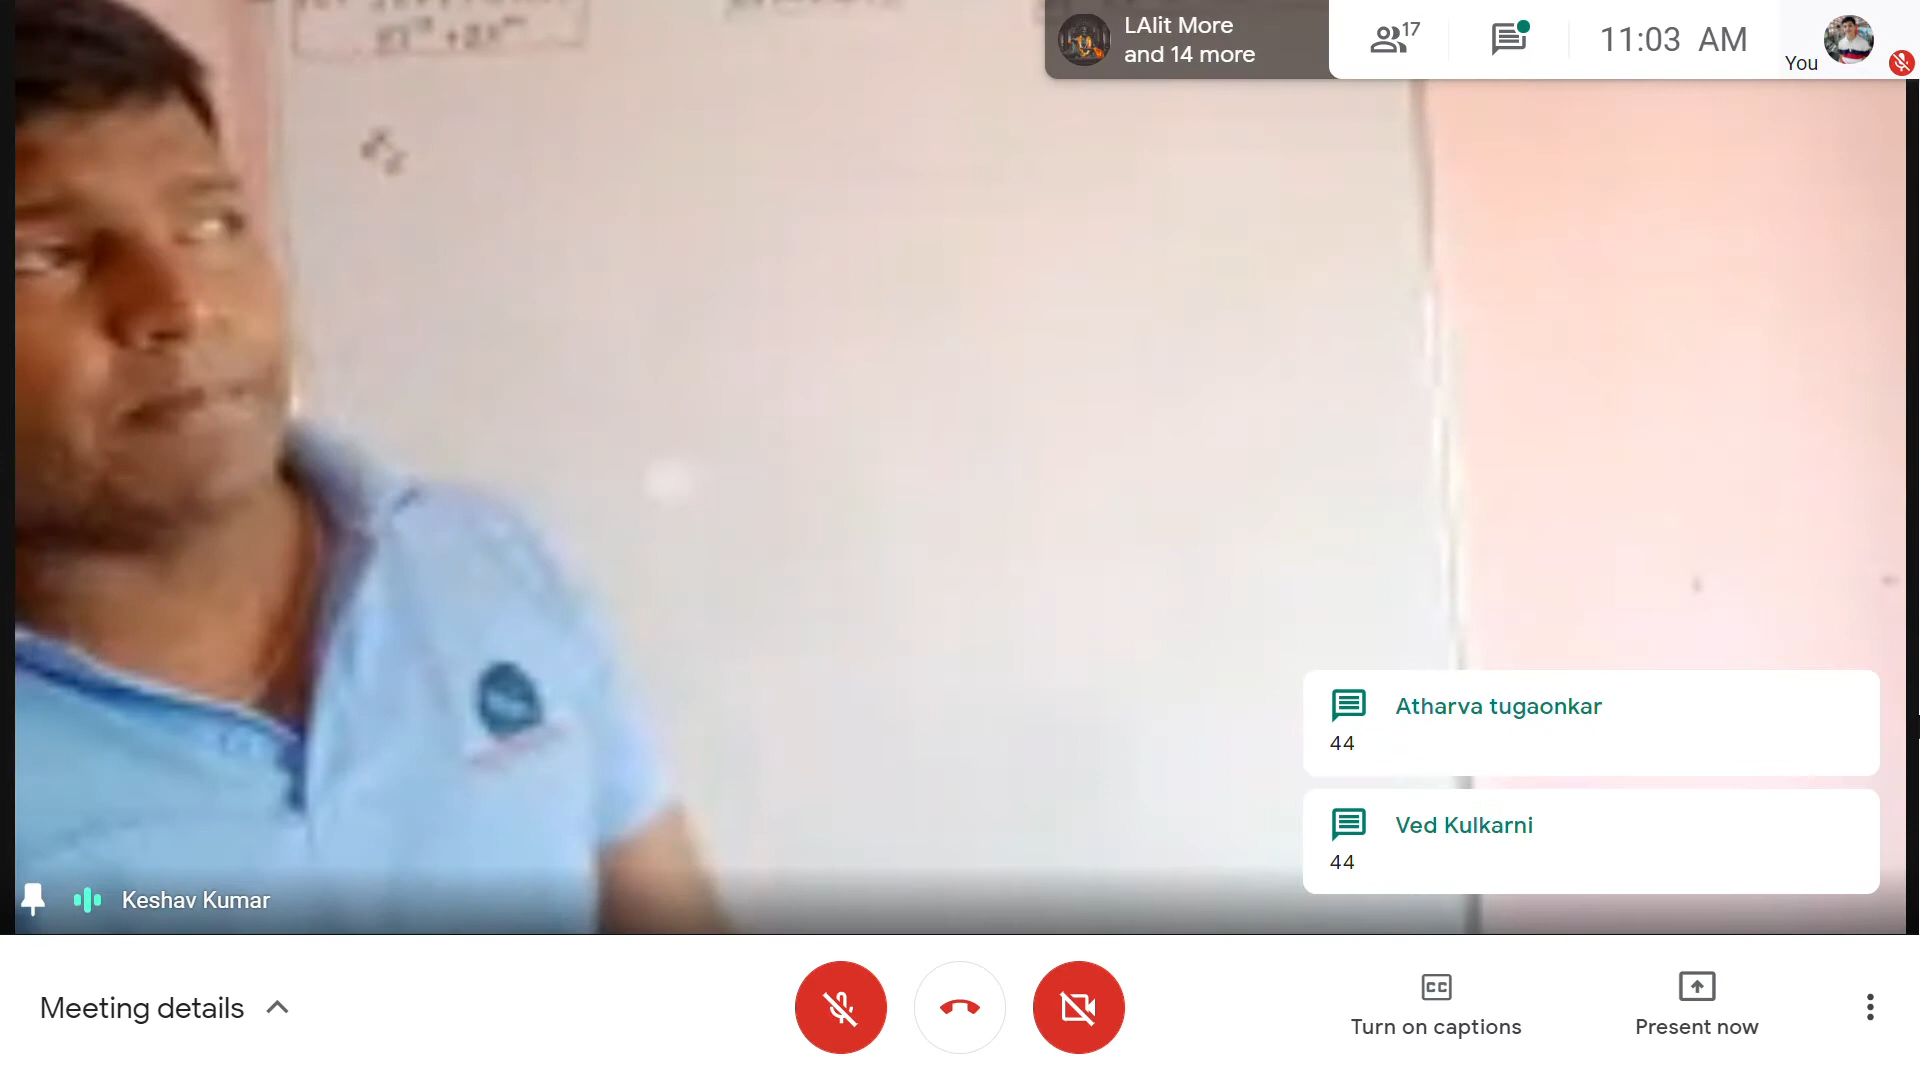 LAlit More
and 14 more
17
11:03 AM
You
Atharva tugaonkar
44
Ved Kulkarni
44
Keshav Kumar
Meeting details
CC
Turn on captions
Present now